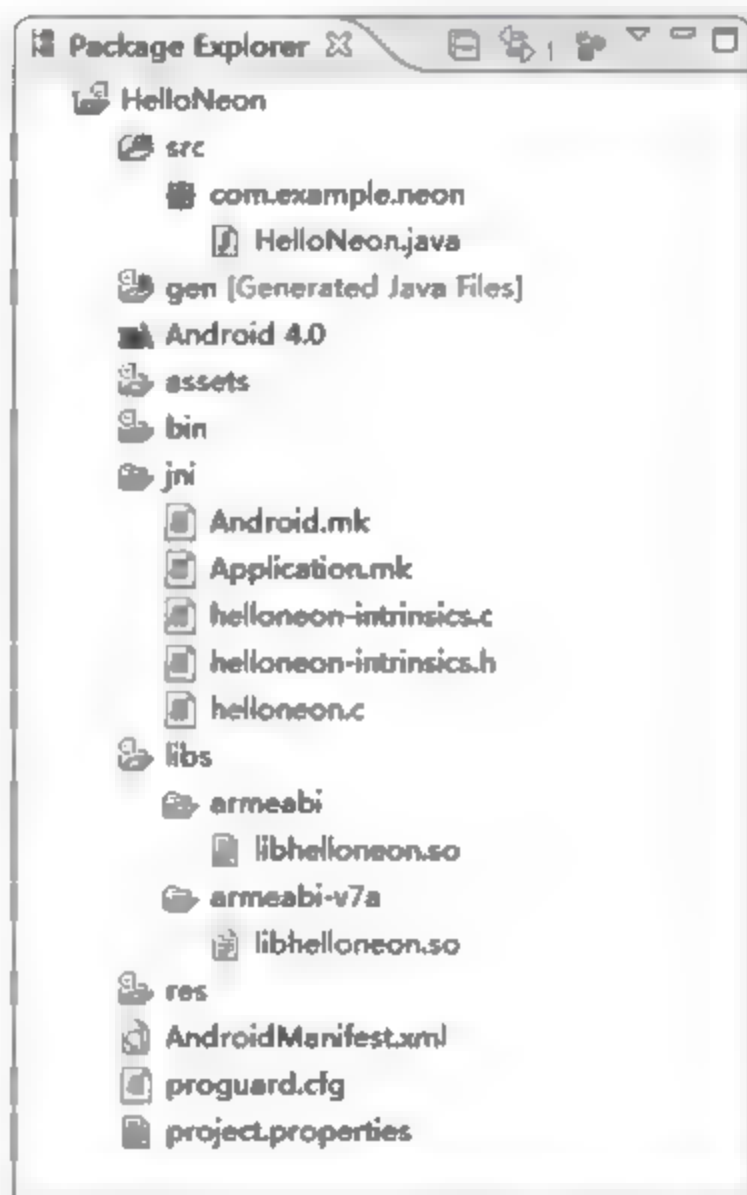 Package Explorer
HelloNeon
src
com.example.neon
HelloNeon.java
gen [Generated Java Files]
Android 4.0
assets
bin
jni
Android.mk
Application.mk
helloneon-intrinsics.c
helloneon-intrinsics.h
helloneon.c
libs
armeabi
libhelloneon.so
armeabi-v7a
libhelloneon.so
res
AndroidManifest.xml
proguard.cfg
project.properties